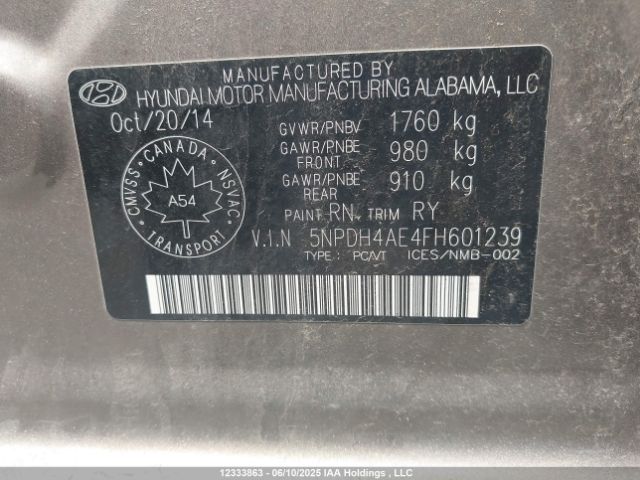 MANUFACTURED BY
HYUNDAI MOTOR MANUFACTURING ALABAMA, LLC
Oct/20/14
GVWR/PNBV 1760 kg
GAWR/PNBE FRONT 980 kg
GAWR/PNBE REAR 910 kg
CANADA
CMVSS NSVAC
A54
TRANSPORT
PAINT RN TRIM RY
V.I.N 5NPDH4AE4FH601239
TYPE : PC/VT ICES/NMB-002
12333863 - 06/10/2025 IAA Holdings , LLC